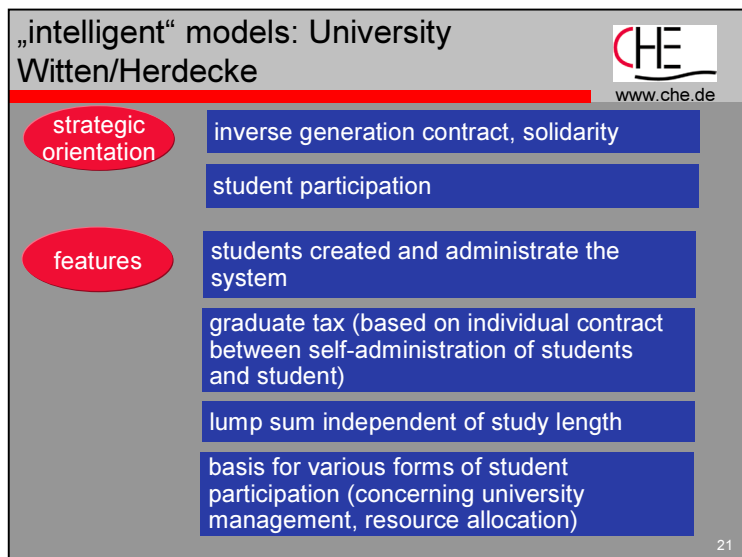 „intelligent“ models: University
Witten/Herdecke
CHE
www.che.de
strategic
orientation
inverse generation contract, solidarity
student participation
features
students created and administrate the
system
graduate tax (based on individual contract
between self-administration of students
and student)
lump sum independent of study length
basis for various forms of student
participation (concerning university
management, resource allocation)
21